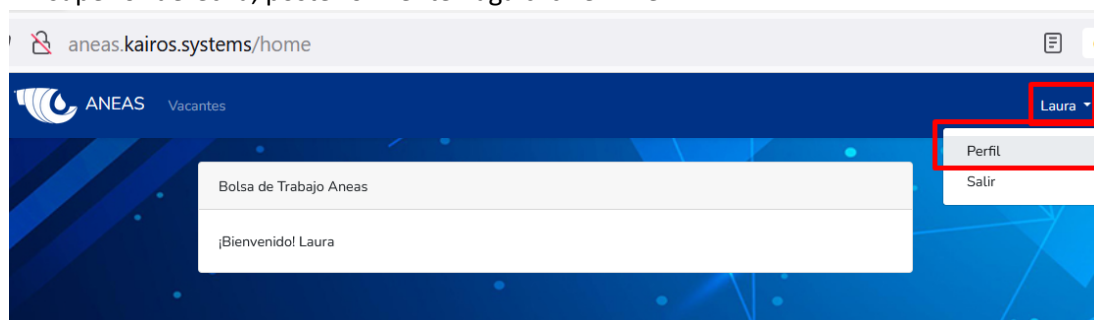 aneas.kairos.systems/home
ANEAS Vacantes Laura
Perfil
Salir
Bolsa de Trabajo Aneas
¡Bienvenido! Laura